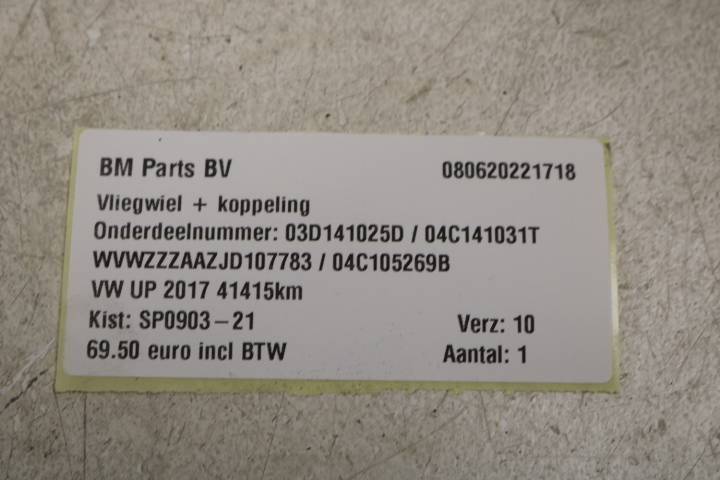 BM Parts BV 080620221718
Vliegwiel + koppeling
Onderdeelnummer: 03D141025D / 04C141031T
WVWZZZAAZJD107783 / 04C105269B
VW UP 2017 41415km
Kist: SP0903-21 Verz: 10
69.50 euro incl BTW Aantal: 1